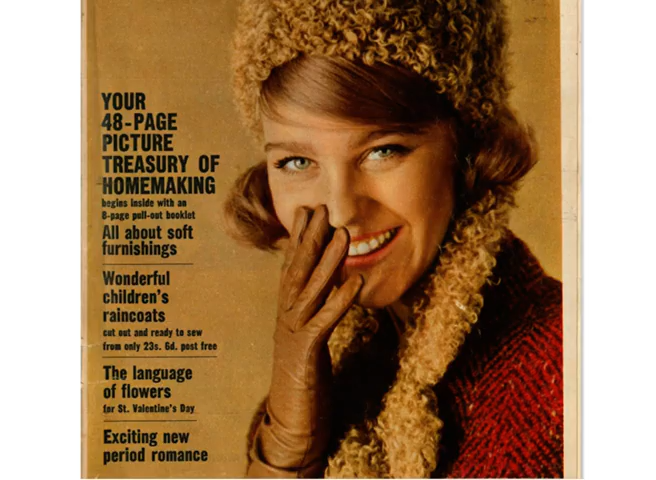 YOUR
48-PAGE
PICTURE
TREASURY OF
HOMEMAKING
begins inside with an
8-page pull-out booklet
All about soft
furnishings
Wonderful
children's
raincoats
cut out and ready to sew
from only 23s. 6d. post free
The language
of flowers
for St. Valentine's Day
Exciting new
period romance